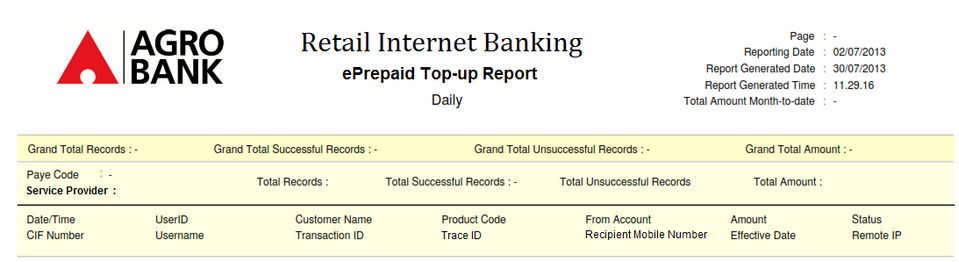 AGRO
BANK
Retail Internet Banking
ePrepaid Top-up Report
Daily
Page : -
Reporting Date : 02/07/2013
Report Generated Date : 30/07/2013
Report Generated Time : 11.29.16
Total Amount Month-to-date : -
Grand Total Records : - Grand Total Successful Records : - Grand Total Unsuccessful Records : - Grand Total Amount : -
Paye Code : -
Service Provider :
Total Records : Total Successful Records : - Total Unsuccessful Records Total Amount :
Date/Time UserID Customer Name Product Code From Account Amount Status
CIF Number Username Transaction ID Trace ID Recipient Mobile Number Effective Date Remote IP